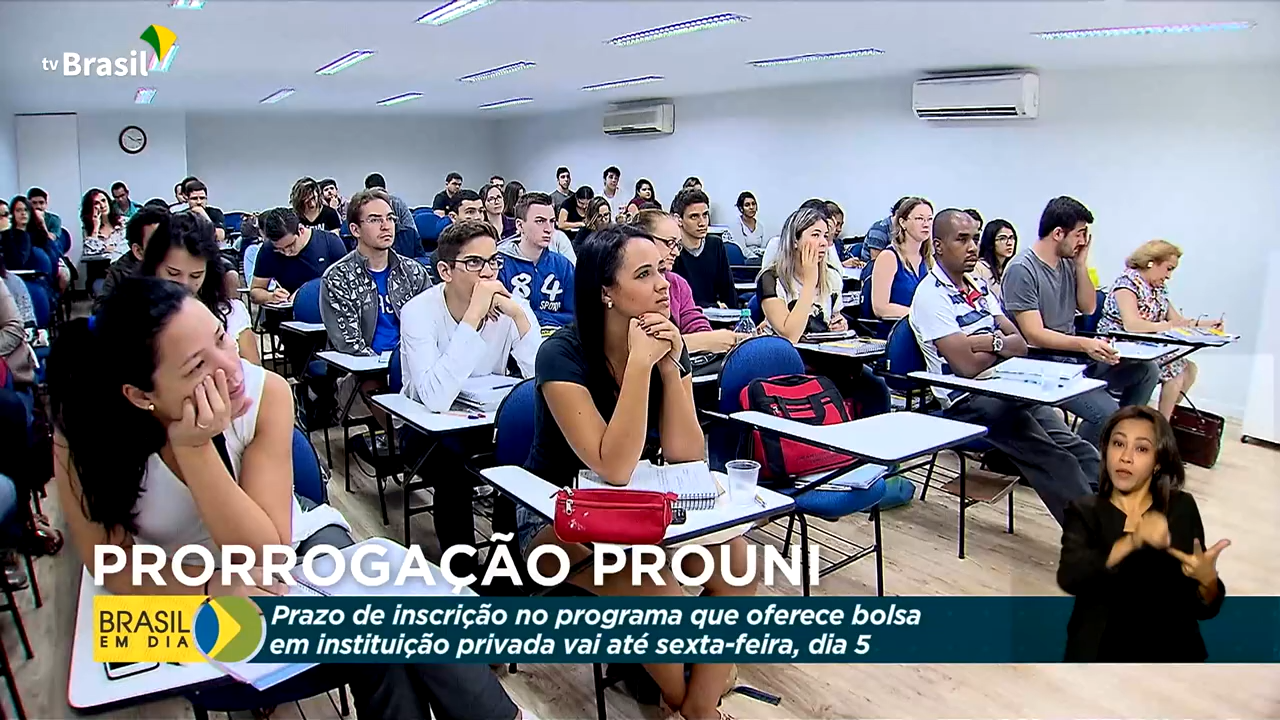 tv Brasil
84
SPORT
PRORROGAÇÃO PROUNI
BRASIL
EM DIA
Prazo de inscrição no programa que oferece bolsa
em instituição privada vai até sexta-feira, dia 5